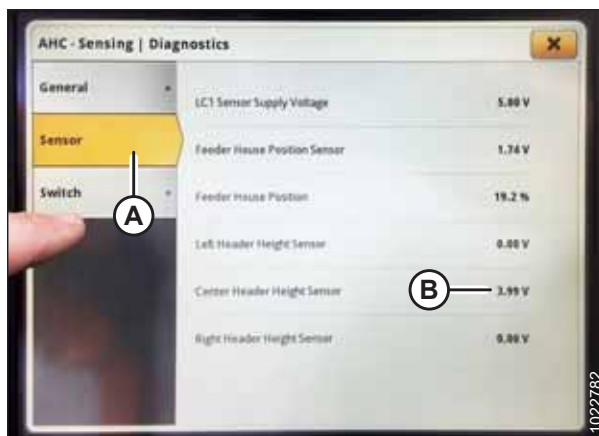 AHC - Sensing | Diagnostics
General
Sensor
Switch
A
LC1 Sensor Supply Voltage 5.00 V
Feeder House Position Sensor 1.74 V
Feeder House Position 19.2 %
Left Header Height Sensor 0.00 V
Center Header Height Sensor B 3.99 V
Right Header Height Sensor 0.00 V
1022782